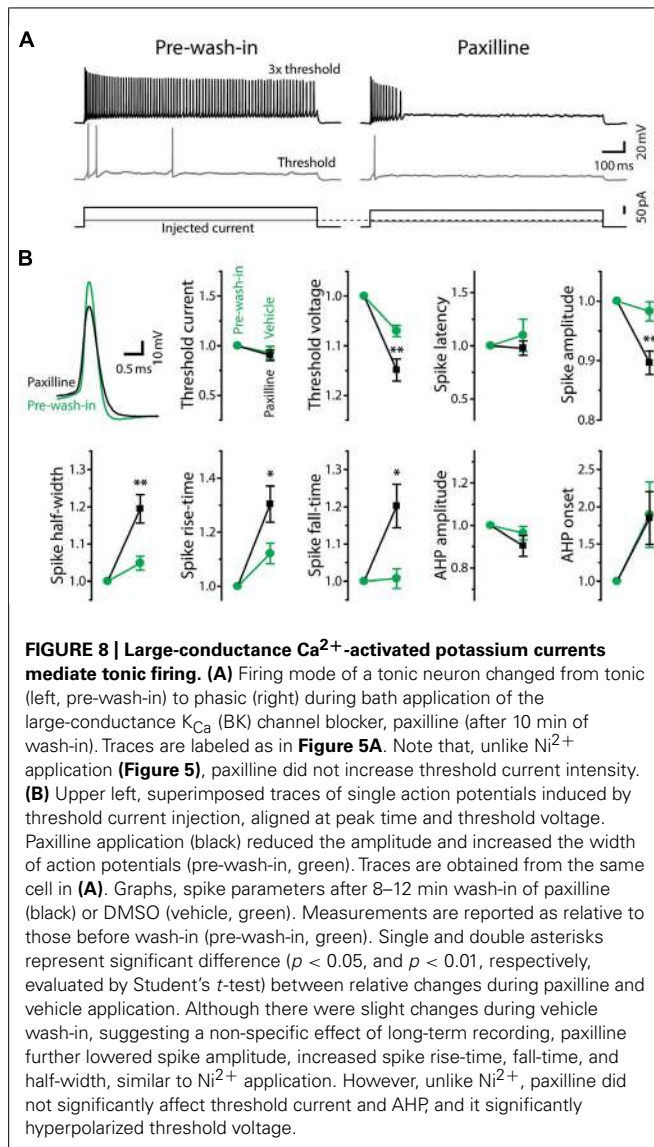 A
Pre-wash-in
Paxilline
3x threshold
Threshold
20 mV
100 ms
50 pA
Injected current
B
Paxilline
Pre-wash-in
0.5 ms
10 mV
Threshold current
1.5
1.0
0.5
Pre-wash-in
Paxilline
Vehicle
Threshold voltage
1.0
1.1
1.2
**
Spike latency
1.5
1.0
0.5
Spike amplitude
1.0
0.9
0.8
**
Spike half-width
1.3
1.2
1.1
1.0
**
Spike rise-time
1.4
1.2
1.0
*
Spike fall-time
1.3
1.2
1.1
1.0
*
AHP amplitude
1.2
1.0
0.8
AHP onset
2.5
2.0
1.5
1.0
FIGURE 8 | Large-conductance Ca2+-activated potassium currents
mediate tonic firing. (A) Firing mode of a tonic neuron changed from tonic
(left, pre-wash-in) to phasic (right) during bath application of the
large-conductance KCa (BK) channel blocker, paxilline (after 10 min of
wash-in). Traces are labeled as in Figure 5A. Note that, unlike Ni2+
application (Figure 5), paxilline did not increase threshold current intensity.
(B) Upper left, superimposed traces of single action potentials induced by
threshold current injection, aligned at peak time and threshold voltage.
Paxilline application (black) reduced the amplitude and increased the width
of action potentials (pre-wash-in, green). Traces are obtained from the same
cell in (A). Graphs, spike parameters after 8–12 min wash-in of paxilline
(black) or DMSO (vehicle, green). Measurements are reported as relative to
those before wash-in (pre-wash-in, green). Single and double asterisks
represent significant difference (p < 0.05, and p < 0.01, respectively,
evaluated by Student's t-test) between relative changes during paxilline and
vehicle application. Although there were slight changes during vehicle
wash-in, suggesting a non-specific effect of long-term recording, paxilline
further lowered spike amplitude, increased spike rise-time, fall-time, and
half-width, similar to Ni2+ application. However, unlike Ni2+, paxilline did
not significantly affect threshold current and AHP, and it significantly
hyperpolarized threshold voltage.